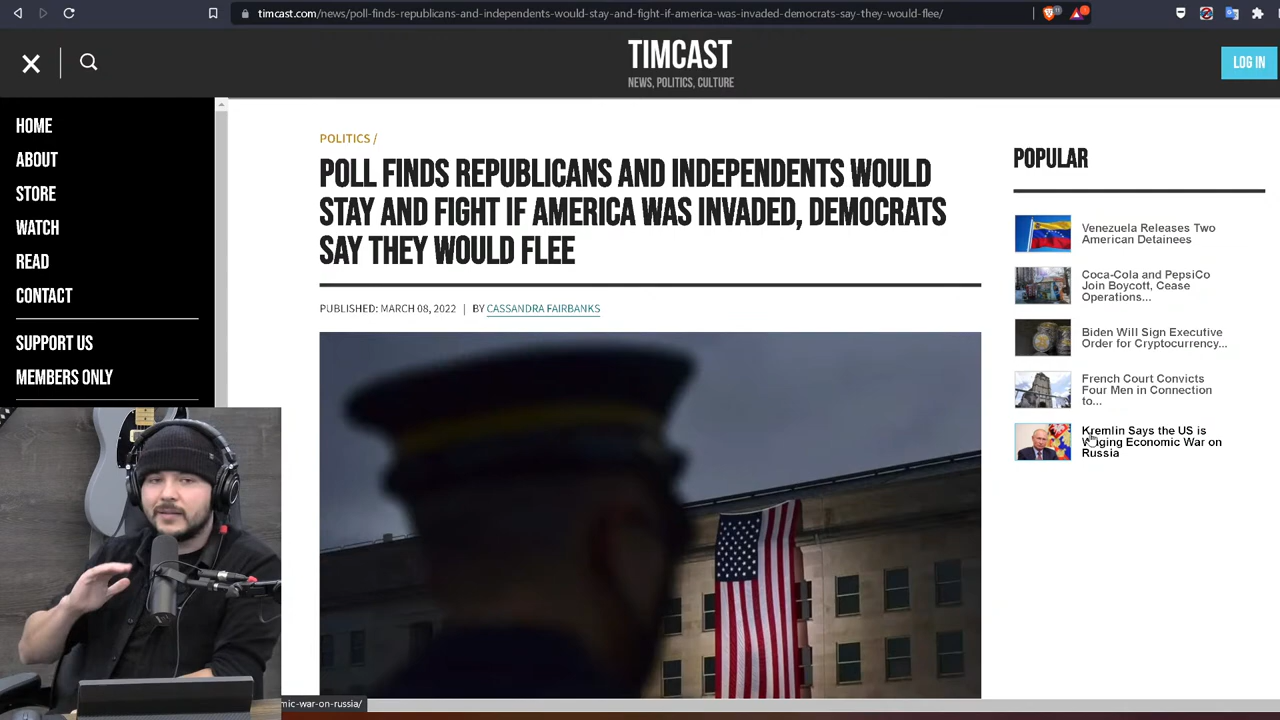 timcast.com/news/poll-finds-republicans-and-independents-would-stay-and-fight-if-america-was-invaded-democrats-say-they-would-flee/
TIMCAST
NEWS, POLITICS, CULTURE
LOG IN
HOME
ABOUT
STORE
WATCH
READ
CONTACT
SUPPORT US
MEMBERS ONLY
POLITICS /
POLL FINDS REPUBLICANS AND INDEPENDENTS WOULD
STAY AND FIGHT IF AMERICA WAS INVADED, DEMOCRATS
SAY THEY WOULD FLEE
PUBLISHED: MARCH 08, 2022 | BY CASSANDRA FAIRBANKS
POPULAR
Venezuela Releases Two
American Detainees
Coca-Cola and PepsiCo
Join Boycott, Cease
Operations...
Biden Will Sign Executive
Order for Cryptocurrency...
French Court Convicts
Four Men in Connection
to...
Kremlin Says the US is
Waging Economic War on
Russia
mic-war-on-russia/